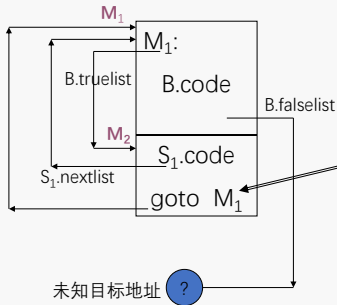 M₁
M₁:
B.truelist
B.code
B.falselist
M₂
S₁.code
S₁.nextlist
goto M₁
未知目标地址 ?